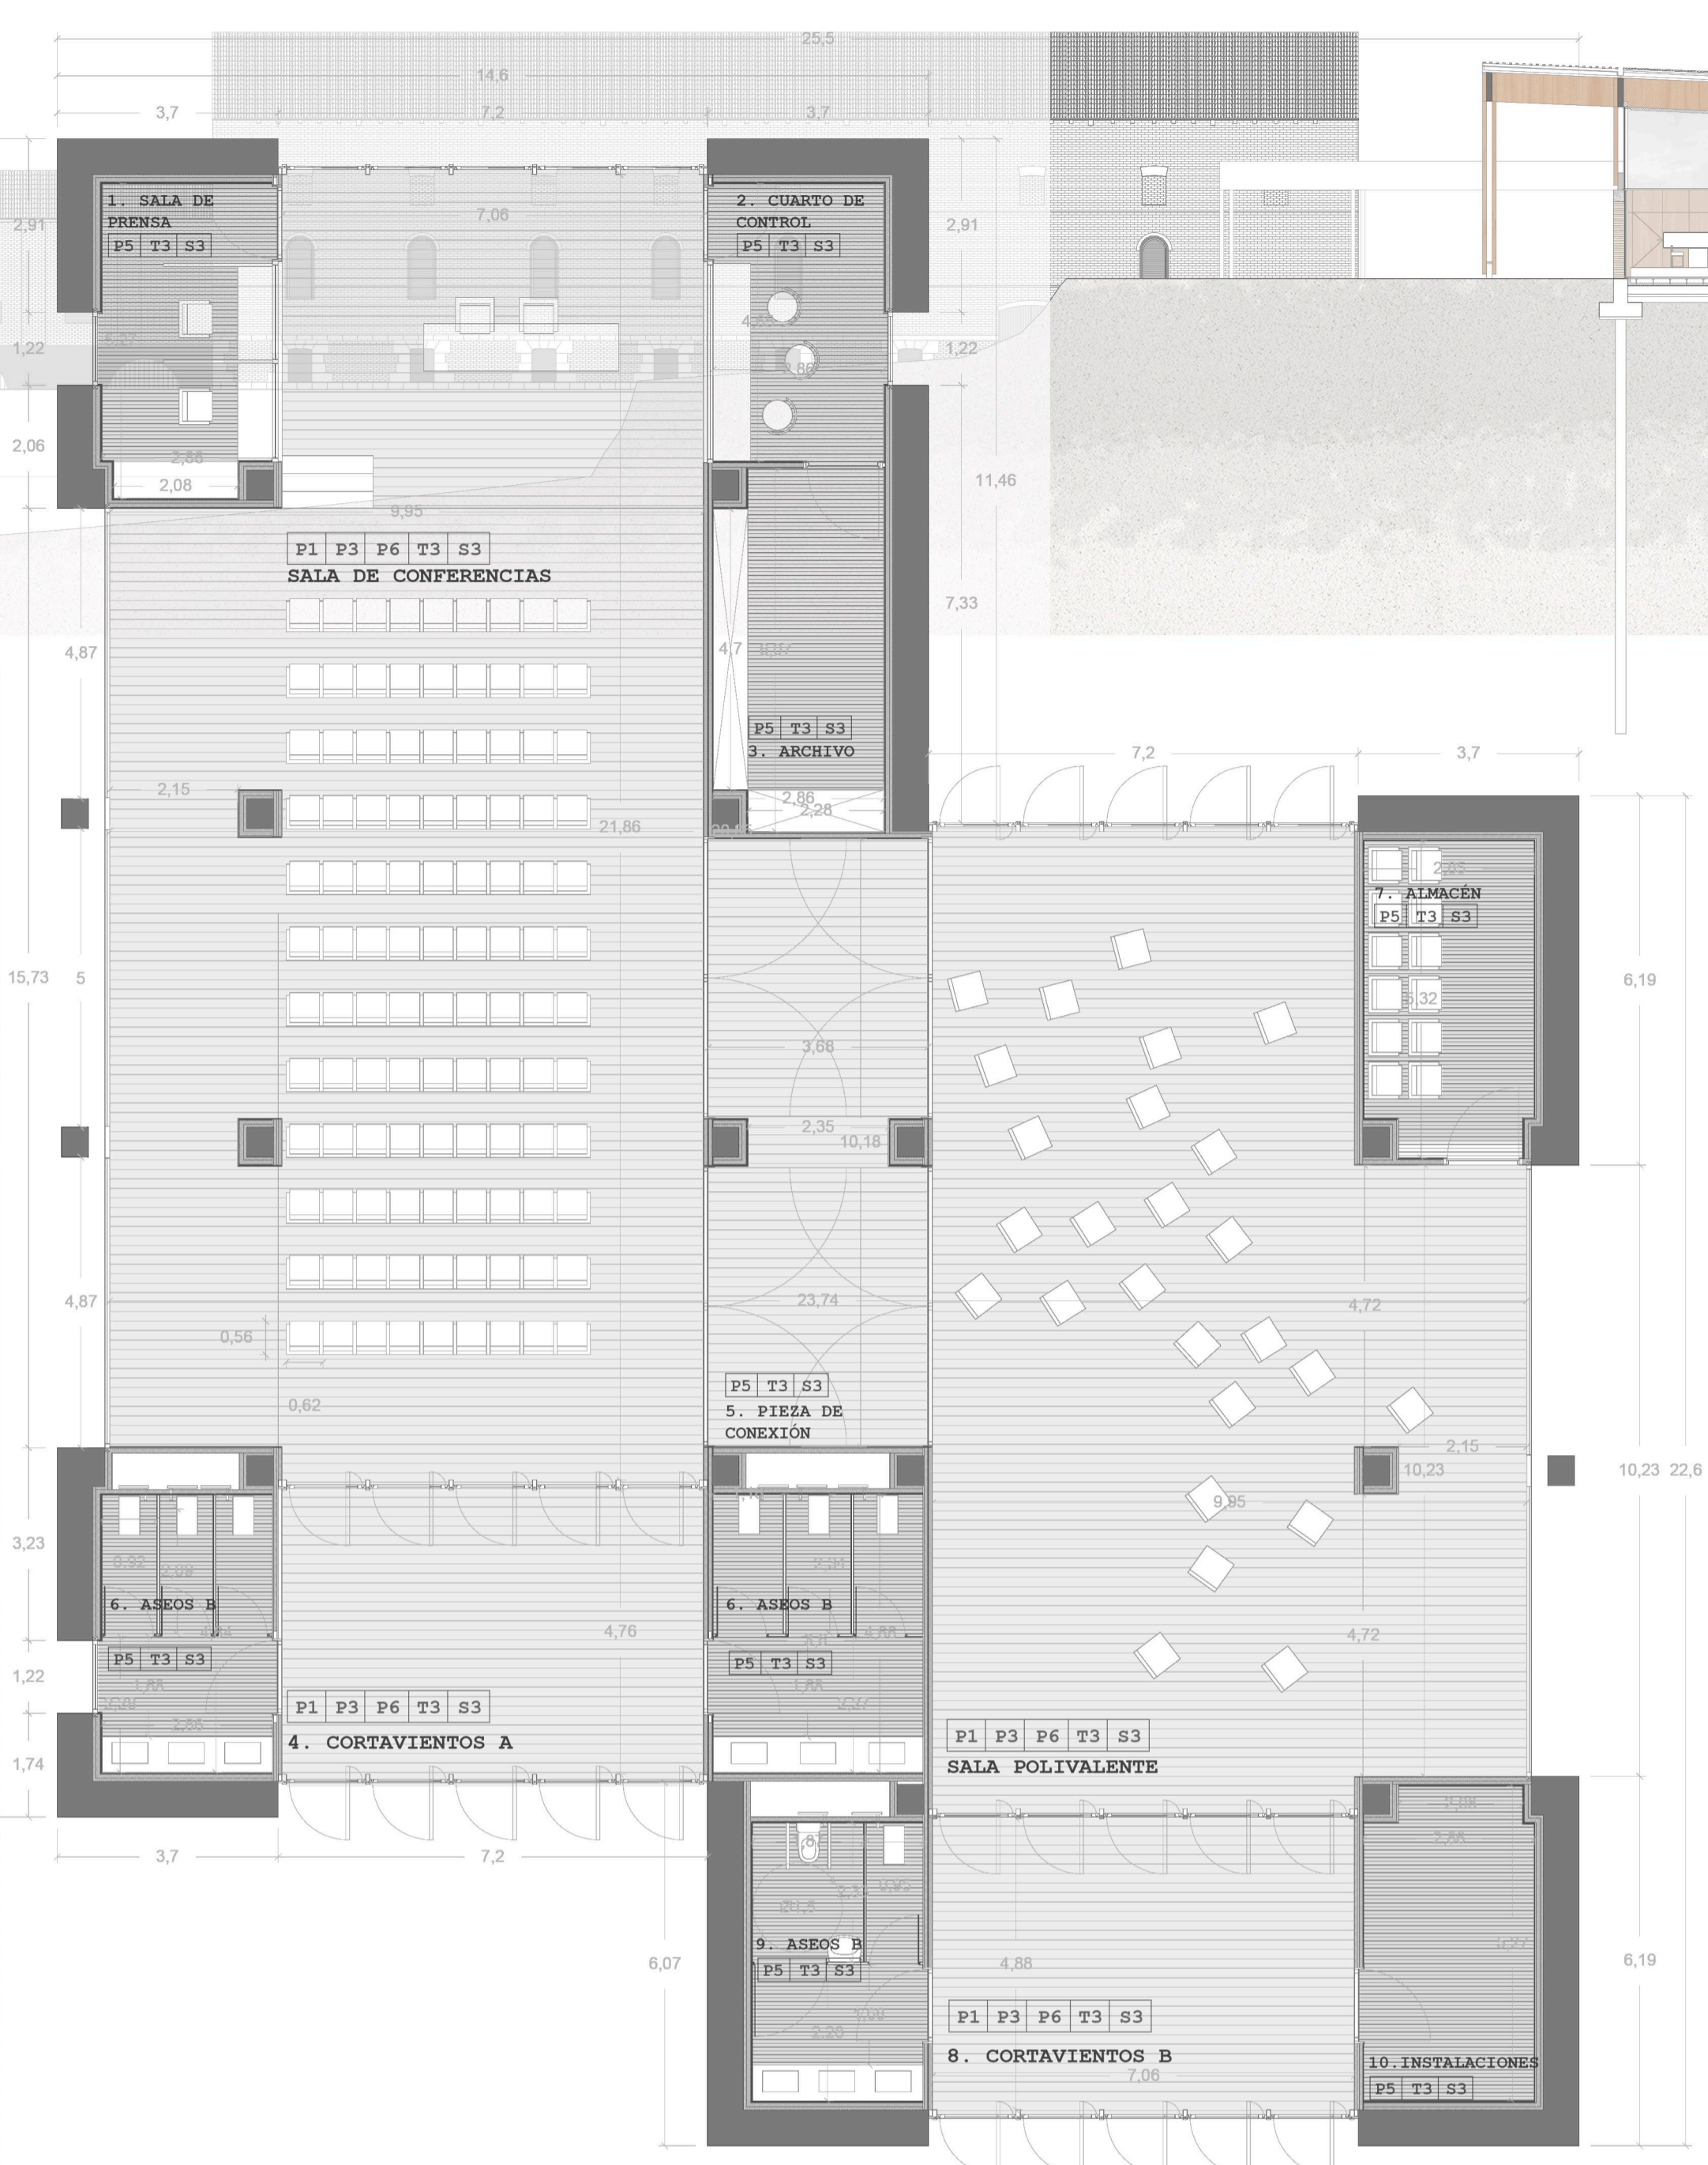 25,5
14,6
3,7 7,2 3,7
1. SALA DE
PRENSA
P5 T3 S3
7,06
2. CUARTO DE
CONTROL
P5 T3 S3
2,91
2,91
1,22
1,22
2,06
2,86
2,08
9,95
11,46
P1 P3 P6 T3 S3
SALA DE CONFERENCIAS
7,33
4,87
4,7
P5 T3 S3
3. ARCHIVO
7,2 3,7
2,15
2,86
2,28
21,86
2,85
7. ALMACÉN
P5 T3 S3
15,73 5
6,19
5,32
3,68
2,35
10,18
4,87
23,74
4,72
0,56
P5 T3 S3
5. PIEZA DE
CONEXIÓN
0,62
2,15
10,23
10,23 22,6
9,95
3,23
6. ASEOS B
P5 T3 S3
6. ASEOS B
P5 T3 S3
4,76
4,72
1,22
P1 P3 P6 T3 S3
4. CORTAVIENTOS A
1,74
P1 P3 P6 T3 S3
SALA POLIVALENTE
3,7 7,2
9. ASEOS B
P5 T3 S3
6,07
4,88
6,19
2,28
P1 P3 P6 T3 S3
8. CORTAVIENTOS B
7,06
10.INSTALACIONES
P5 T3 S3